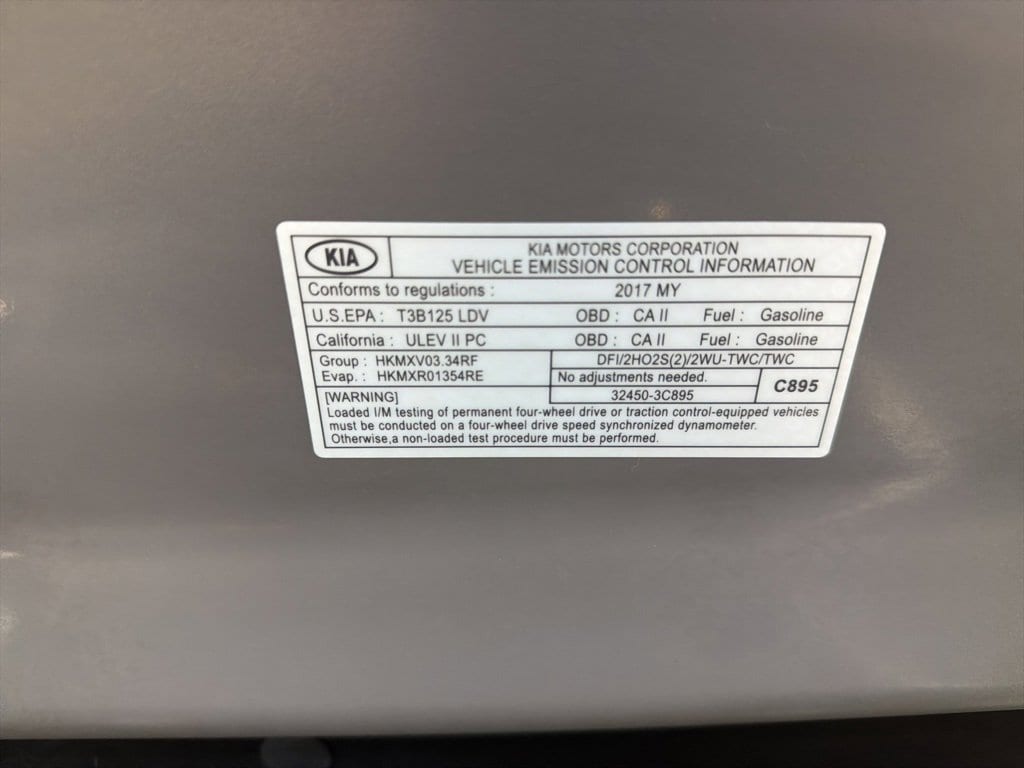 KIA
KIA MOTORS CORPORATION
VEHICLE EMISSION CONTROL INFORMATION
Conforms to regulations : 2017 MY
U.S.EPA : T3B125 LDV OBD : CA II Fuel : Gasoline
California : ULEV II PC OBD : CA II Fuel : Gasoline
Group : HKMXV03.34RF DFI/2HO2S(2)/2WU-TWC/TWC
Evap. : HKMXR01354RE No adjustments needed. C895
32450-3C895
[WARNING]
Loaded I/M testing of permanent four-wheel drive or traction control-equipped vehicles
must be conducted on a four-wheel drive speed synchronized dynamometer.
Otherwise,a non-loaded test procedure must be performed.